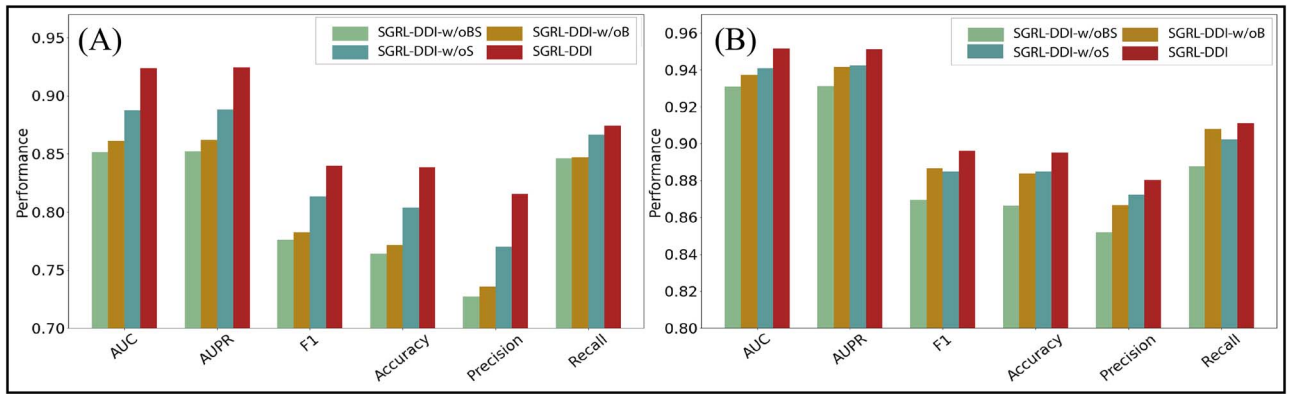 (A)
SGRL-DDI-w/oBS SGRL-DDI-w/oB
SGRL-DDI-w/oS SGRL-DDI
Performance
0.95
0.90
0.85
0.80
0.75
0.70
AUC AUPR F1 Accuracy Precision Recall
(B)
SGRL-DDI-w/oBS SGRL-DDI-w/oB
SGRL-DDI-w/oS SGRL-DDI
Performance
0.96
0.94
0.92
0.90
0.88
0.86
0.84
0.82
0.80
AUC AUPR F1 Accuracy Precision Recall